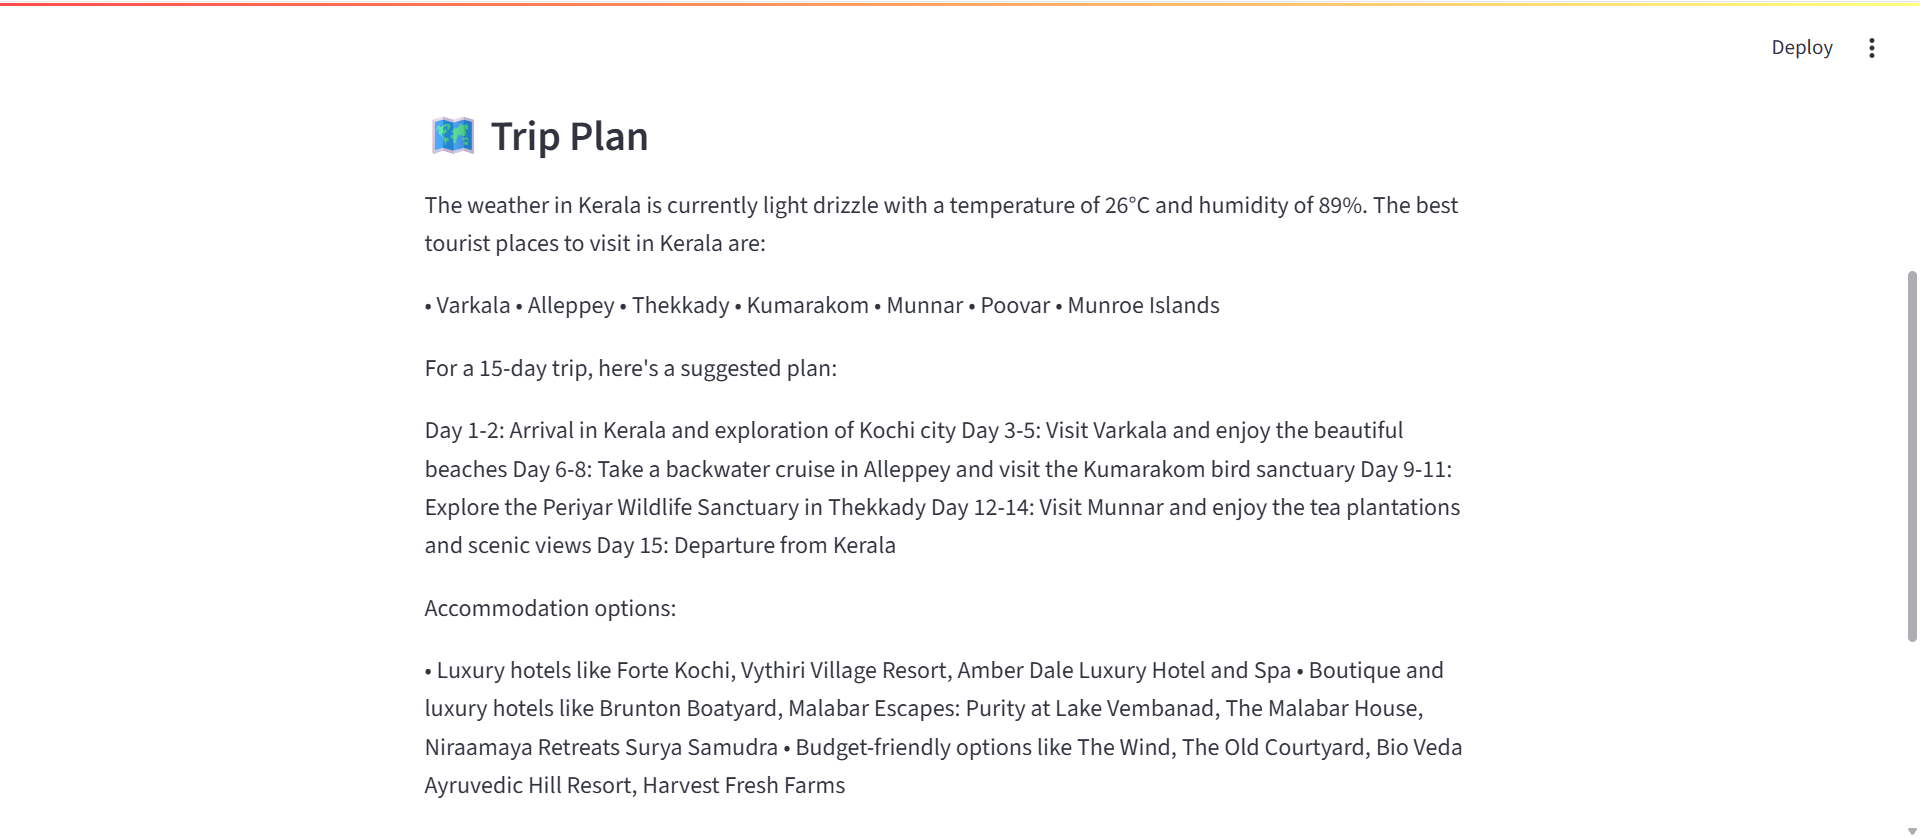 Deploy
Trip Plan
The weather in Kerala is currently light drizzle with a temperature of 26°C and humidity of 89%. The best
tourist places to visit in Kerala are:
• Varkala • Alleppey • Thekkady • Kumarakom • Munnar • Poovar • Munroe Islands
For a 15-day trip, here's a suggested plan:
Day 1-2: Arrival in Kerala and exploration of Kochi city Day 3-5: Visit Varkala and enjoy the beautiful
beaches Day 6-8: Take a backwater cruise in Alleppey and visit the Kumarakom bird sanctuary Day 9-11:
Explore the Periyar Wildlife Sanctuary in Thekkady Day 12-14: Visit Munnar and enjoy the tea plantations
and scenic views Day 15: Departure from Kerala
Accommodation options:
• Luxury hotels like Forte Kochi, Vythiri Village Resort, Amber Dale Luxury Hotel and Spa • Boutique and
luxury hotels like Brunton Boatyard, Malabar Escapes: Purity at Lake Vembanad, The Malabar House,
Niraamaya Retreats Surya Samudra • Budget-friendly options like The Wind, The Old Courtyard, Bio Veda
Ayruvedic Hill Resort, Harvest Fresh Farms